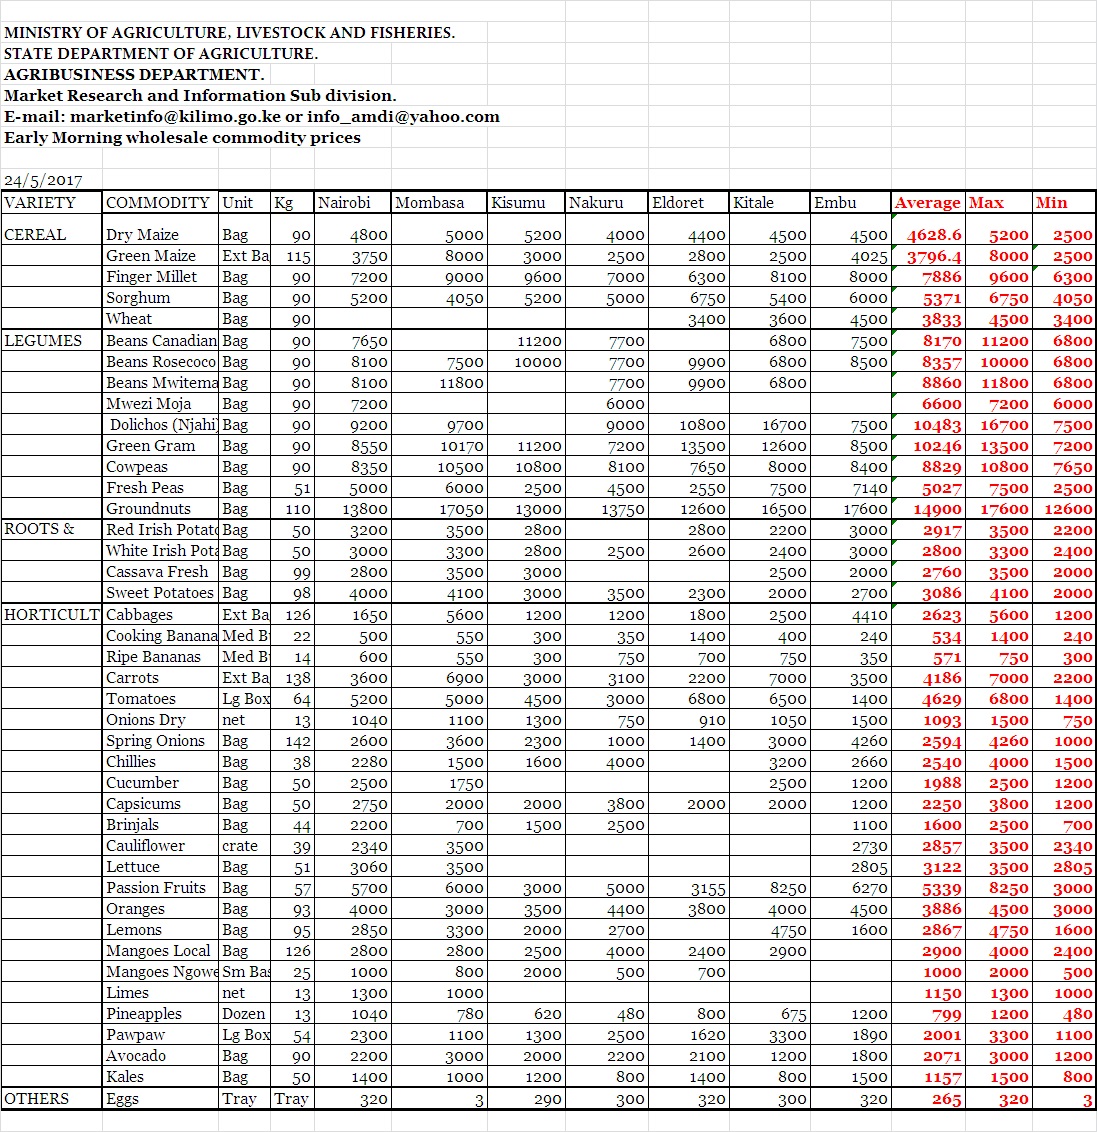 MINISTRY OF AGRICULTURE, LIVESTOCK AND FISHERIES.
STATE DEPARTMENT OF AGRICULTURE.
AGRIBUSINESS DEPARTMENT.
Market Research and Information Sub division.
E-mail: marketinfo@kilimo.go.ke or info_amdi@yahoo.com
Early Morning wholesale commodity prices
24/5/2017
VARIETY COMMODITY Unit Kg Nairobi Mombasa Kisumu Nakuru Eldoret Kitale Embu Average Max Min
CEREAL Dry Maize Bag 90 4800 5000 5200 4000 4400 4500 4500 4628.6 5200 2500
Green Maize Ext Ba 115 3750 8000 3000 2500 2800 2500 4025 3796.4 8000 2500
Finger Millet Bag 90 7200 9000 9600 7000 6300 8100 8000 7886 9600 6300
Sorghum Bag 90 5200 4050 5200 5000 6750 5400 6000 5371 6750 4050
Wheat Bag 90 3400 3600 4500 3833 4500 3400
LEGUMES Beans Canadian Bag 90 7650 11200 7700 6800 7500 8170 11200 6800
Beans Rosecoco Bag 90 8100 7500 10000 7700 9900 6800 8500 8357 10000 6800
Beans Mwitema Bag 90 8100 11800 7700 9900 6800 8860 11800 6800
Mwezi Moja Bag 90 7200 6000 6600 7200 6000
Dolichos (Njahi) Bag 90 9200 9700 9000 10800 16700 7500 10483 16700 7500
Green Gram Bag 90 8550 10170 11200 7200 13500 12600 8500 10246 13500 7200
Cowpeas Bag 90 8350 10500 10800 8100 7650 8000 8400 8829 10800 7650
Fresh Peas Bag 51 5000 6000 2500 4500 2550 7500 7140 5027 7500 2500
Groundnuts Bag 110 13800 17050 13000 13750 12600 16500 17600 14900 17600 12600
ROOTS & Red Irish Potato Bag 50 3200 3500 2800 2800 2200 3000 2917 3500 2200
White Irish Pota Bag 50 3000 3300 2800 2500 2600 2400 3000 2800 3300 2400
Cassava Fresh Bag 99 2800 3500 3000 2500 2000 2760 3500 2000
Sweet Potatoes Bag 98 4000 4100 3000 3500 2300 2000 2700 3086 4100 2000
HORTICULT Cabbages Ext Ba 126 1650 5600 1200 1200 1800 2500 4410 2623 5600 1200
Cooking Banana Med B 22 500 550 300 350 1400 400 240 534 1400 240
Ripe Bananas Med B 14 600 550 300 750 700 750 350 571 750 300
Carrots Ext Ba 138 3600 6900 3000 3100 2200 7000 3500 4186 7000 2200
Tomatoes Lg Box 64 5200 5000 4500 3000 6800 6500 1400 4629 6800 1400
Onions Dry net 13 1040 1100 1300 750 910 1050 1500 1093 1500 750
Spring Onions Bag 142 2600 3600 2300 1000 1400 3000 4260 2594 4260 1000
Chillies Bag 38 2280 1500 1600 4000 3200 2660 2540 4000 1500
Cucumber Bag 50 2500 1750 2500 1200 1988 2500 1200
Capsicums Bag 50 2750 2000 2000 3800 2000 2000 1200 2250 3800 1200
Brinjals Bag 44 2200 700 1500 2500 1100 1600 2500 700
Cauliflower crate 39 2340 3500 2730 2857 3500 2340
Lettuce Bag 51 3060 3500 2805 3122 3500 2805
Passion Fruits Bag 57 5700 6000 3000 5000 3155 8250 6270 5339 8250 3000
Oranges Bag 93 4000 3000 3500 4400 3800 4000 4500 3886 4500 3000
Lemons Bag 95 2850 3300 2000 2700 4750 1600 2867 4750 1600
Mangoes Local Bag 126 2800 2800 2500 4000 2400 2900 2900 4000 2400
Mangoes Ngowe Sm Bas 25 1000 800 2000 500 700 1000 2000 500
Limes net 13 1300 1000 1150 1300 1000
Pineapples Dozen 13 1040 780 620 480 800 675 1200 799 1200 480
Pawpaw Lg Box 54 2300 1100 1300 2500 1620 3300 1890 2001 3300 1100
Avocado Bag 90 2200 3000 2000 2200 2100 1200 1800 2071 3000 1200
Kales Bag 50 1400 1000 1200 800 1400 800 1500 1157 1500 800
OTHERS Eggs Tray Tray 320 3 290 300 320 300 320 265 320 3